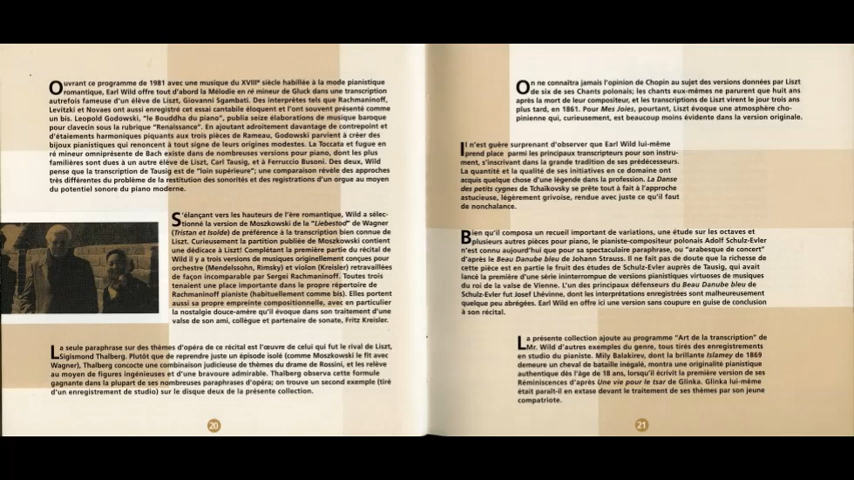 Ouvrant ce programme de 1981 avec une musique du XVIIIe siècle habillée à la mode pianistique
romantique, Earl Wild offre tout d'abord la Mélodie en ré mineur de Gluck dans une transcription
autrefois fameuse d'un élève de Liszt, Giovanni Sgambati. Des interprètes tels que Rachmaninoff,
Levitzki et Novaes ont aussi enregistré cet essai cantabile éloquent et l'ont souvent présenté comme
un bis. Leopold Godowski, "le Bouddha du piano", publia seize élaborations de musique baroque
pour clavecin sous la rubrique "Renaissance". En ajoutant adroitement davantage de contrepoint et
d'étaiements harmoniques piquants aux trois pièces de Rameau, Godowski parvient à créer des
bijoux pianistiques qui renoncent à tout signe de leurs origines modestes. La Toccata et fugue en
ré mineur omniprésente de Bach existe dans de nombreuses versions pour piano, dont les plus
familières sont dues à un autre élève de Liszt, Carl Tausig, et à Ferruccio Busoni. Des deux, Wild
pense que la transcription de Tausig est de "loin supérieure"; une comparaison révèle des approches
très différentes du problème de la restitution des sonorités et des registrations d'un orgue au moyen
du potentiel sonore du piano moderne.
S'élançant vers les hauteurs de l'ère romantique, Wild a sélec-
tionné la version de Moszkowski de la "Liebestod" de Wagner
(Tristan et Isolde) de préférence à la transcription bien connue de
Liszt. Curieusement la partition publiée de Moszkowski contient
une dédicace à Liszt! Complétant la première partie du récital de
Wild il y a trois versions de musiques originellement conçues pour
orchestre (Mendelssohn, Rimsky) et violon (Kreisler) retravaillées
de façon incomparable par Sergei Rachmaninoff. Toutes trois
tenaient une place importante dans le propre répertoire de
Rachmaninoff pianiste (habituellement comme bis). Elles portent
aussi sa propre empreinte compositionnelle, avec en particulier
la nostalgie douce-amère qu'il évoque dans son traitement d'une
valse de son ami, collègue et partenaire de sonate, Fritz Kreisler.
La seule paraphrase sur des thèmes d'opéra de ce récital est l'œuvre de celui qui fut le rival de Liszt,
Sigismond Thalberg. Plutôt que de reprendre juste un épisode isolé (comme Moszkowski le fit avec
Wagner), Thalberg concocte une combinaison judicieuse de thèmes du drame de Rossini, et les relève
au moyen de figures ingénieuses et d'une bravoure admirable. Thalberg observa cette formule
gagnante dans la plupart de ses nombreuses paraphrases d'opéra; on trouve un second exemple (tiré
d'un enregistrement de studio) sur le disque deux de la présente collection.
20
On ne connaîtra jamais l'opinion de Chopin au sujet des versions données par Liszt
de six de ses Chants polonais; les chants eux-mêmes ne parurent que huit ans
après la mort de leur compositeur, et les transcriptions de Liszt virent le jour trois ans
plus tard, en 1861. Pour Mes Joies, pourtant, Liszt évoque une atmosphère cho-
pinienne qui, curieusement, est beaucoup moins évidente dans la version originale.
Il n'est guère surprenant d'observer que Earl Wild lui-même
prend place parmi les principaux transcripteurs pour son instru-
ment, s'inscrivant dans la grande tradition de ses prédécesseurs.
La quantité et la qualité de ses initiatives en ce domaine ont
acquis quelque chose d'une légende dans la profession. La Danse
des petits cygnes de Tchaikovsky se prête tout à fait à l'approche
astucieuse, légèrement grivoise, rendue avec juste ce qu'il faut
de nonchalance.
Bien qu'il composa un recueil important de variations, une étude sur les octaves et
plusieurs autres pièces pour piano, le pianiste-compositeur polonais Adolf Schulz-Evler
n'est connu aujourd'hui que pour sa spectaculaire paraphrase, ou "arabesque de concert"
d'après le Beau Danube bleu de Johann Strauss. Il ne fait pas de doute que la richesse de
cette pièce est en partie le fruit des études de Schulz-Evler auprès de Tausig, qui avait
lancé la première d'une série ininterrompue de versions pianistiques virtuoses de musiques
du roi de la valse de Vienne. L'un des principaux défenseurs du Beau Danube bleu de
Schulz-Evler fut Josef Lhévinne, dont les interprétations enregistrées sont malheureusement
quelque peu abrégées. Earl Wild en offre ici une version sans coupure en guise de conclusion
à son récital.
La présente collection ajoute au programme "Art de la transcription" de
Mr. Wild d'autres exemples du genre, tous tirés des enregistrements
en studio du pianiste. Mily Balakirev, dont la brillante Islamey de 1869
demeure un cheval de bataille inégalé, montra une originalité pianistique
authentique dès l'âge de 18 ans, lorsqu'il écrivit la première version de ses
Réminiscences d'après Une vie pour le tsar de Glinka. Glinka lui-même
était paraît-il en extase devant le traitement de ses thèmes par son jeune
compatriote.
21